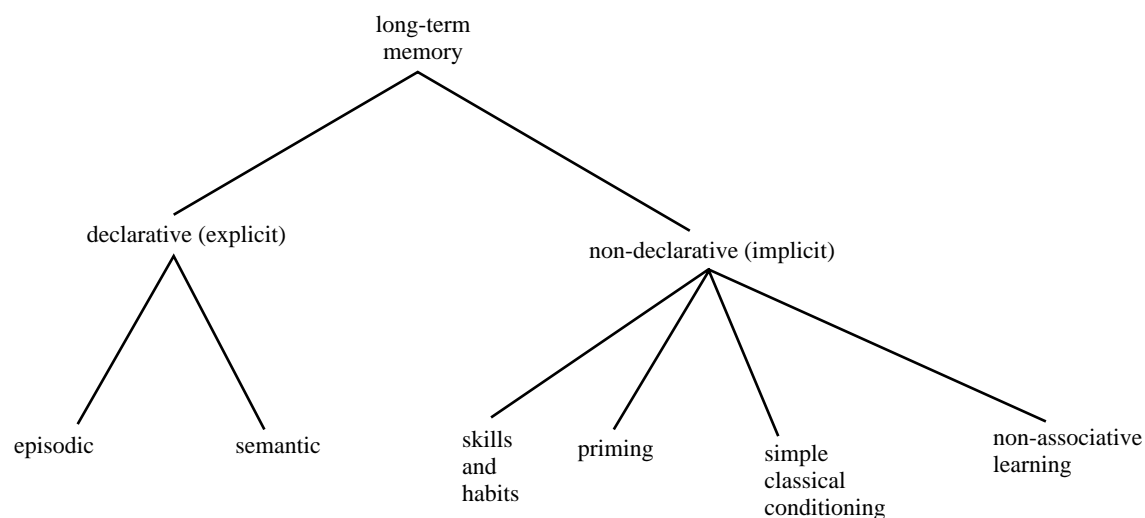 long-term
memory
declarative (explicit)
non-declarative (implicit)
episodic
semantic
skills
and
habits
priming
simple
classical
conditioning
non-associative
learning